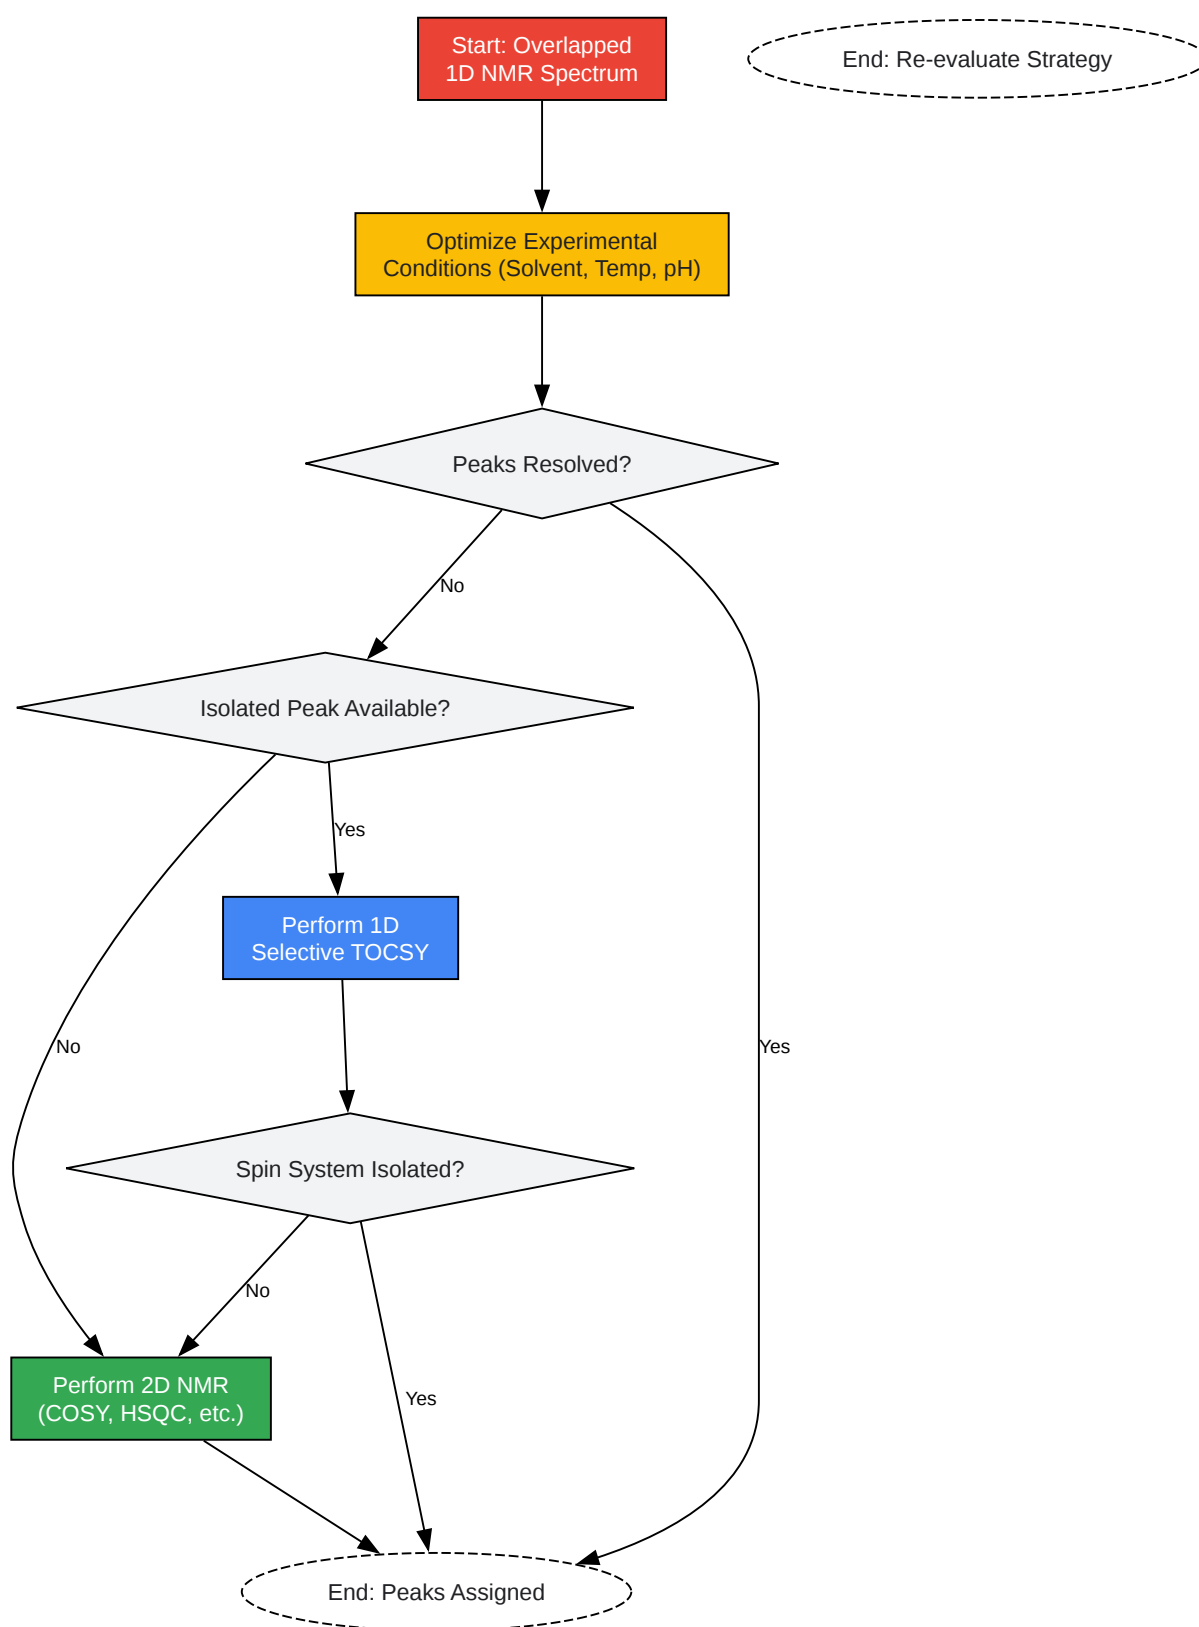 Start: Overlapped
1D NMR Spectrum
End: Re-evaluate Strategy
Optimize Experimental
Conditions (Solvent, Temp, pH)
Peaks Resolved?
No
Isolated Peak Available?
Yes
Perform 1D
Selective TOCSY
No
Yes
Spin System Isolated?
No
Perform 2D NMR
(COSY, HSQC, etc.)
Yes
End: Peaks Assigned